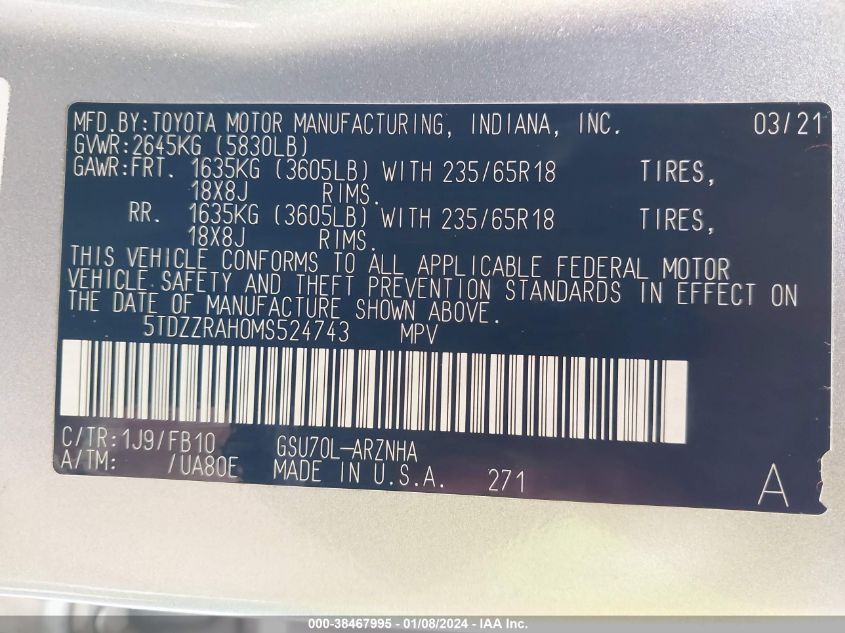 MFD.BY:TOYOTA MOTOR MANUFACTURING, INDIANA, INC. 03/21
GVWR:2645KG (5830LB)
GAWR:FRT. 1635KG (3605LB) WITH 235/65R18 TIRES,
18X8J RIMS.
RR. 1635KG (3605LB) WITH 235/65R18 TIRES,
18X8J RIMS.
THIS VEHICLE CONFORMS TO ALL APPLICABLE FEDERAL MOTOR
VEHICLE SAFETY AND THEFT PREVENTION STANDARDS IN EFFECT ON
THE DATE OF MANUFACTURE SHOWN ABOVE.
5TDZZRAH0MS524743 MPV
C/TR:1J9/FB10 GSU70L-ARZNHA
A/TM: /UA80E MADE IN U.S.A. 271 A
000-38467995 - 01/08/2024 - IAA Inc.